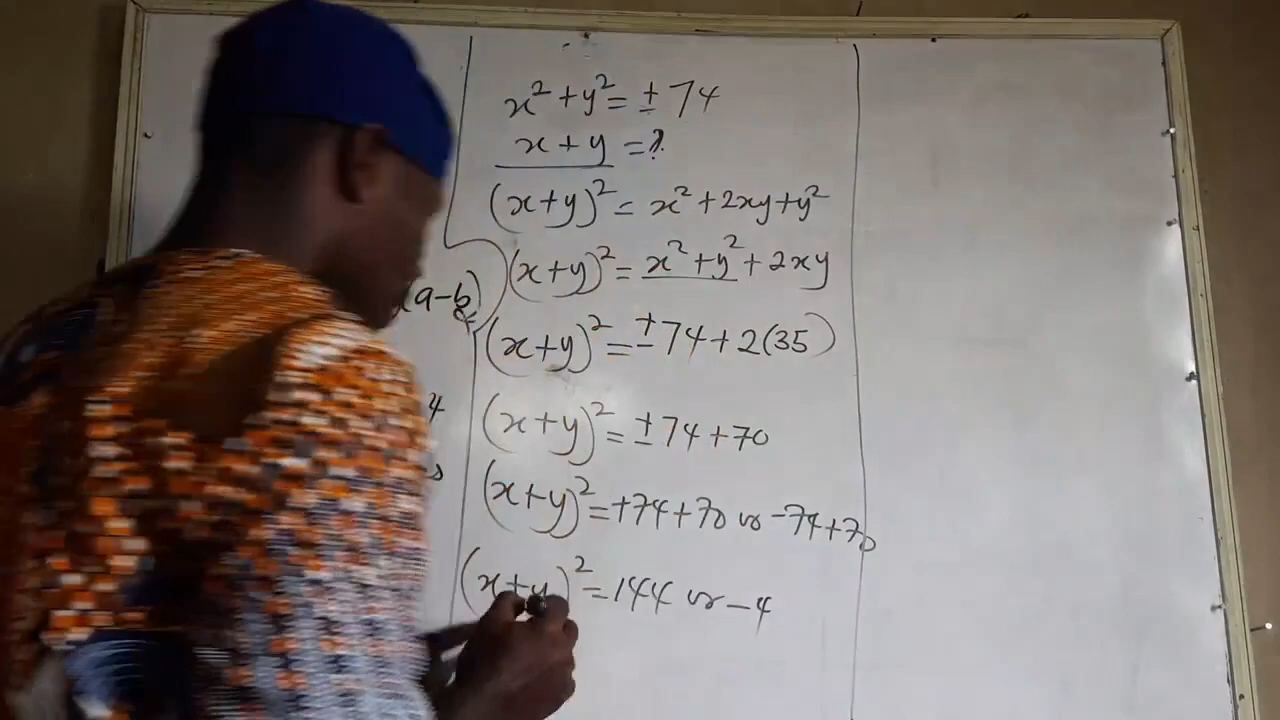 x² + y² = ± 74
x + y = ?
(x+y)² = x² + 2xy + y²
(x+y)² = x² + y² + 2xy
(a-b)
(x+y)² = ± 74 + 2(35)
4
(x+y)² = ± 74 + 70
s
(x+y)² = +74 + 70 or -74 + 70
(x+y)² = 144 or -4